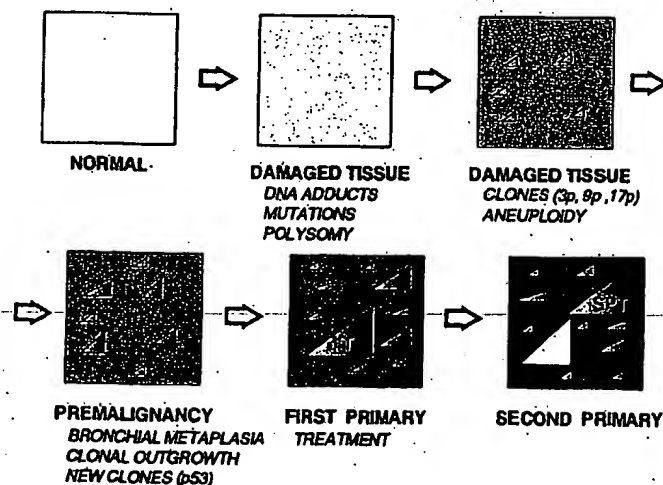 NORMAL
DAMAGED TISSUE
DNA ADDUCTS
MUTATIONS
POLYSOMY
DAMAGED TISSUE
CLONES (3p, 9p, 17p)
ANEUPLOIDY
SPT
PREMALIGNANCY
BRONCHIAL METAPLASIA
CLONAL OUTGROWTH
NEW CLONES (p53)
FIRST PRIMARY
TREATMENT
SECOND PRIMARY